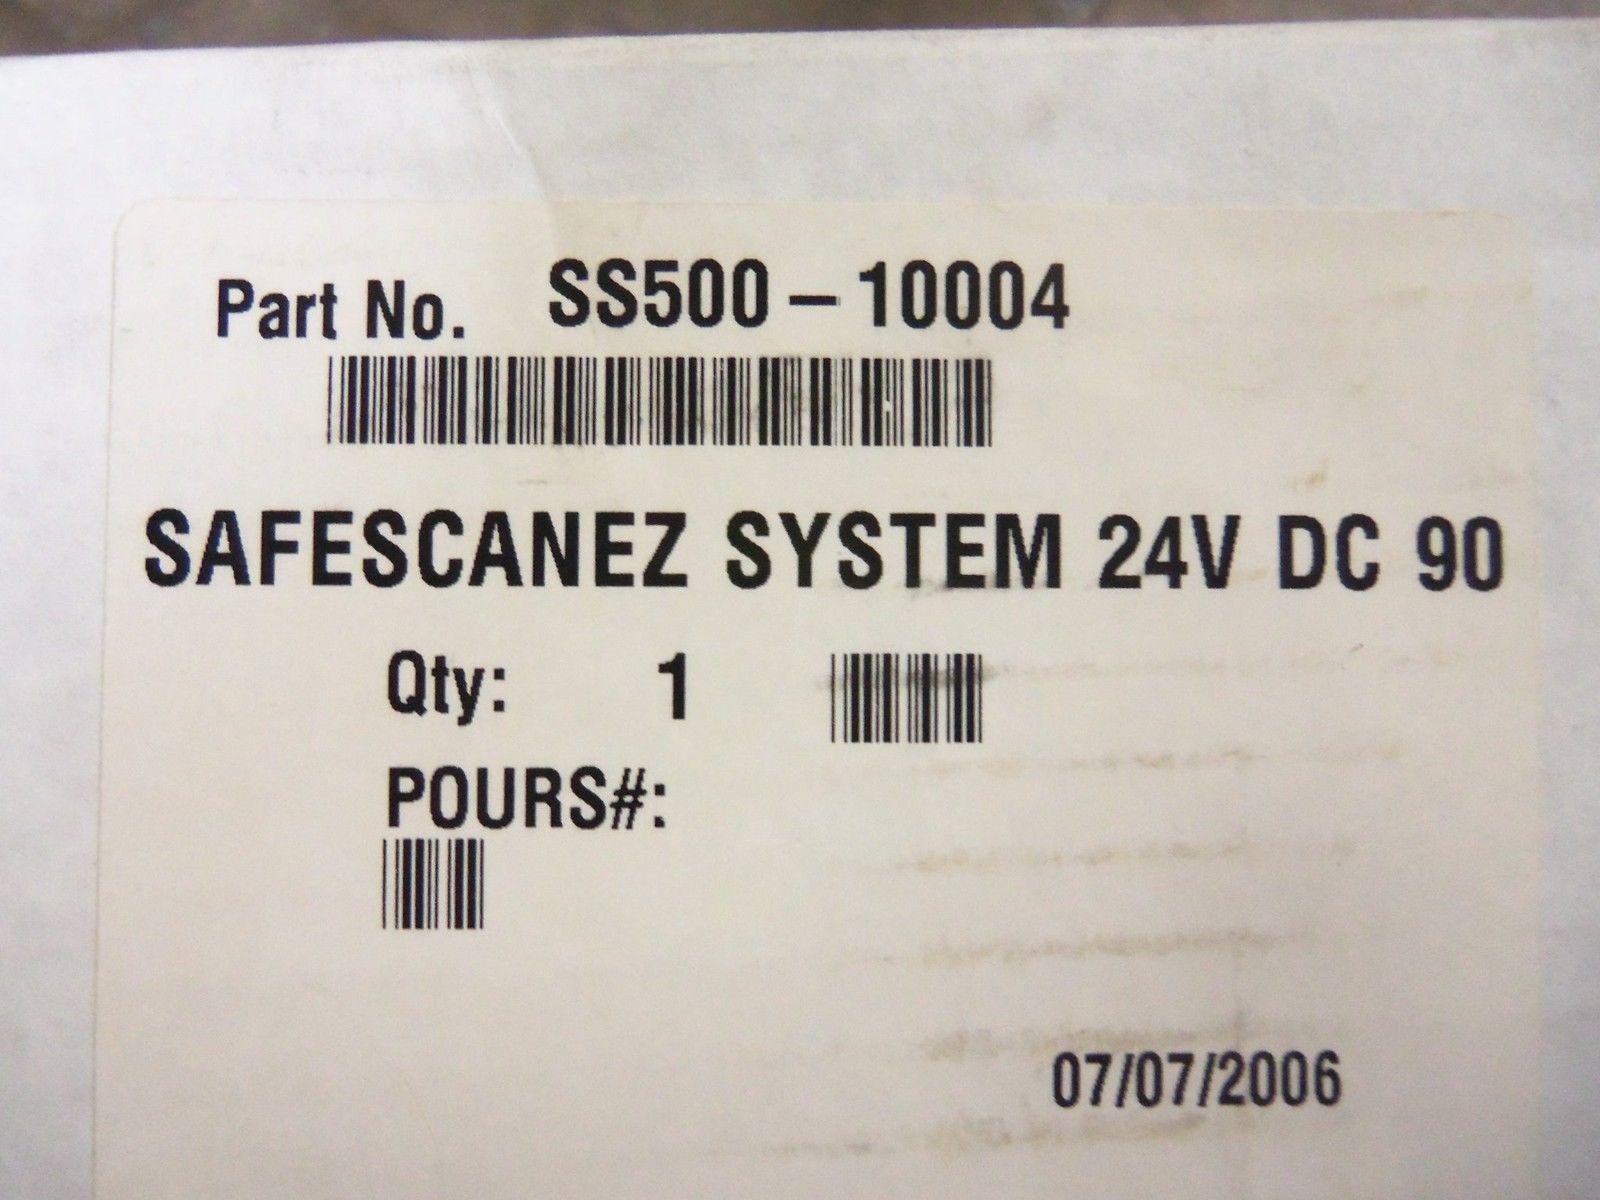 Part No. SS500-10004
SAFESCANEZ SYSTEM 24V DC 90
Qty: 1
POURS#:
07/07/2006